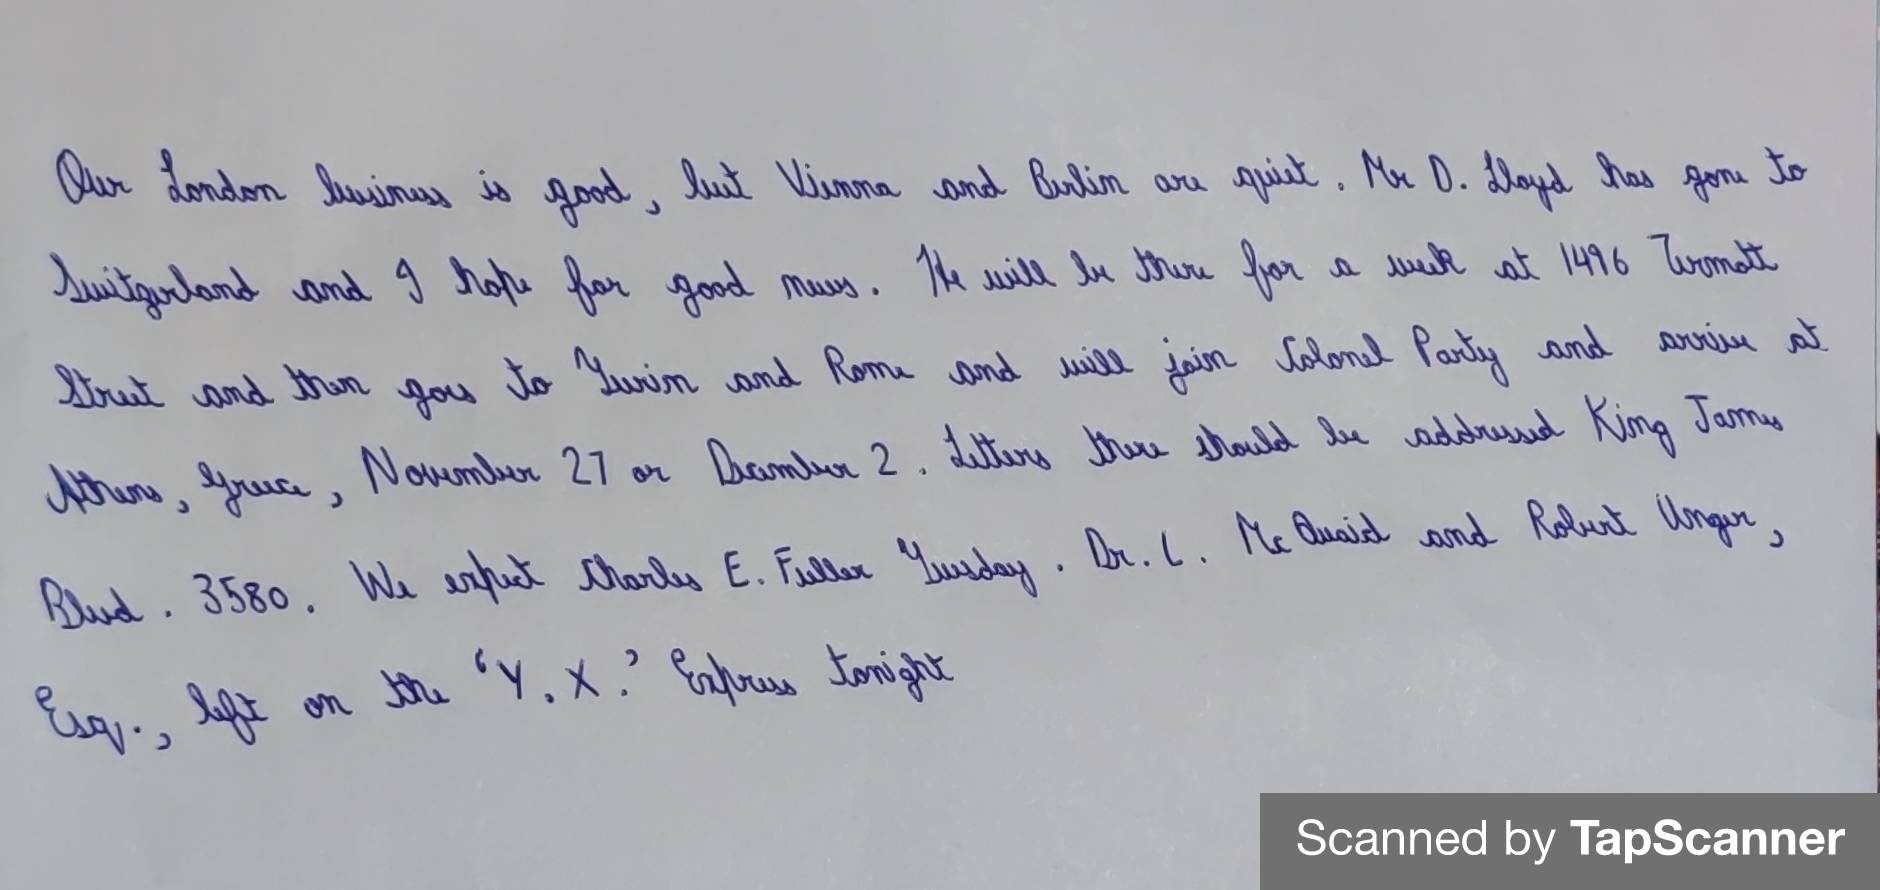 Our London business is good, but Vienna and Berlin are quiet. Mr D. Lloyd has gone to
Switzerland and I hope for good news. He will be there for a week at 1496 Zermott
Street and then goes to Turin and Rome and will join Colonel Party and arrive at
Athens, Greece, November 27 or December 2. Letters there should be addressed King James
Blvd. 3580. We expect Charles E. Fuller Tuesday. Dr. L. McQuaid and Robert Unger,
Esq., left on the 'Y.X.' Express tonight
Scanned by TapScanner